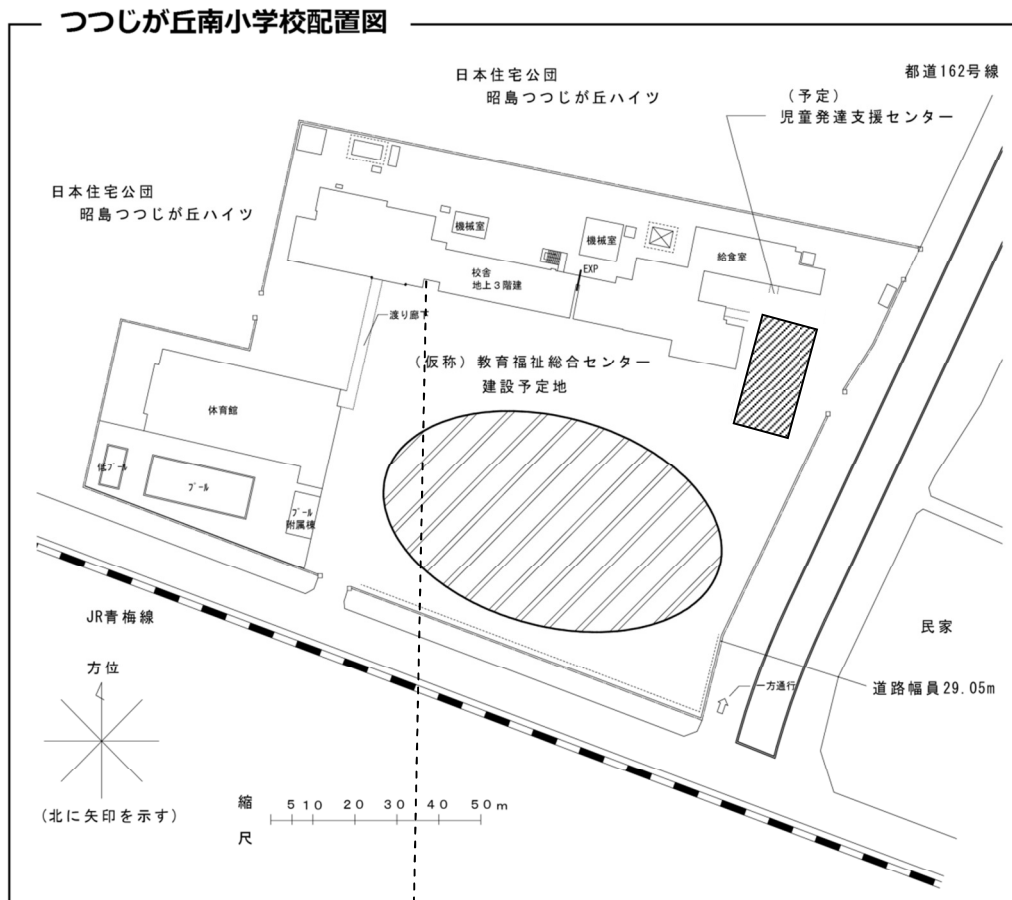 つつじが丘南小学校配置図
日本住宅公団
昭島つつじが丘ハイツ
都道162号線
(予定)
児童発達支援センター
日本住宅公団
昭島つつじが丘ハイツ
機械室
機械室
給食室
EXP
校舎
地上3階建
渡り廊下
(仮称)教育福祉総合センター
建設予定地
体育館
低プール
プール
プール
附属棟
JR青梅線
民家
一方通行
道路幅員29.05m
方位
(北に矢印を示す)
縮
尺
5 10 20 30 40 50m